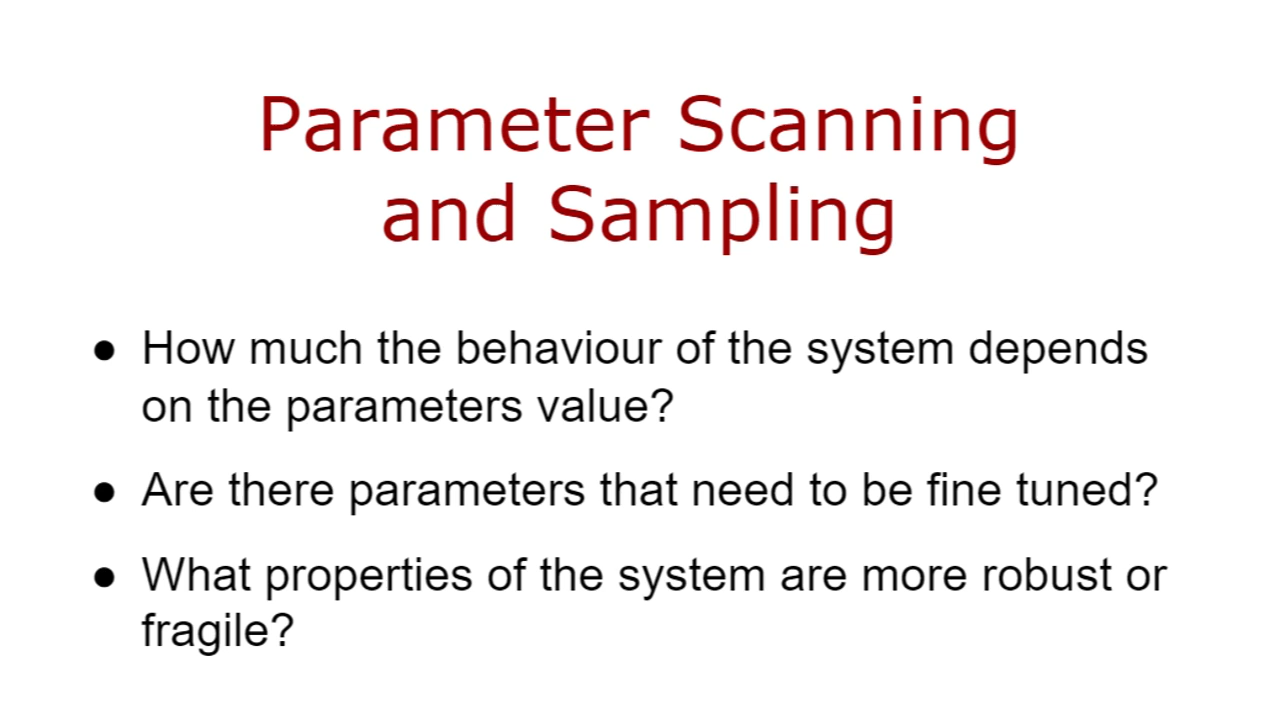 Parameter Scanning
and Sampling
● How much the behaviour of the system depends
on the parameters value?
● Are there parameters that need to be fine tuned?
● What properties of the system are more robust or
fragile?